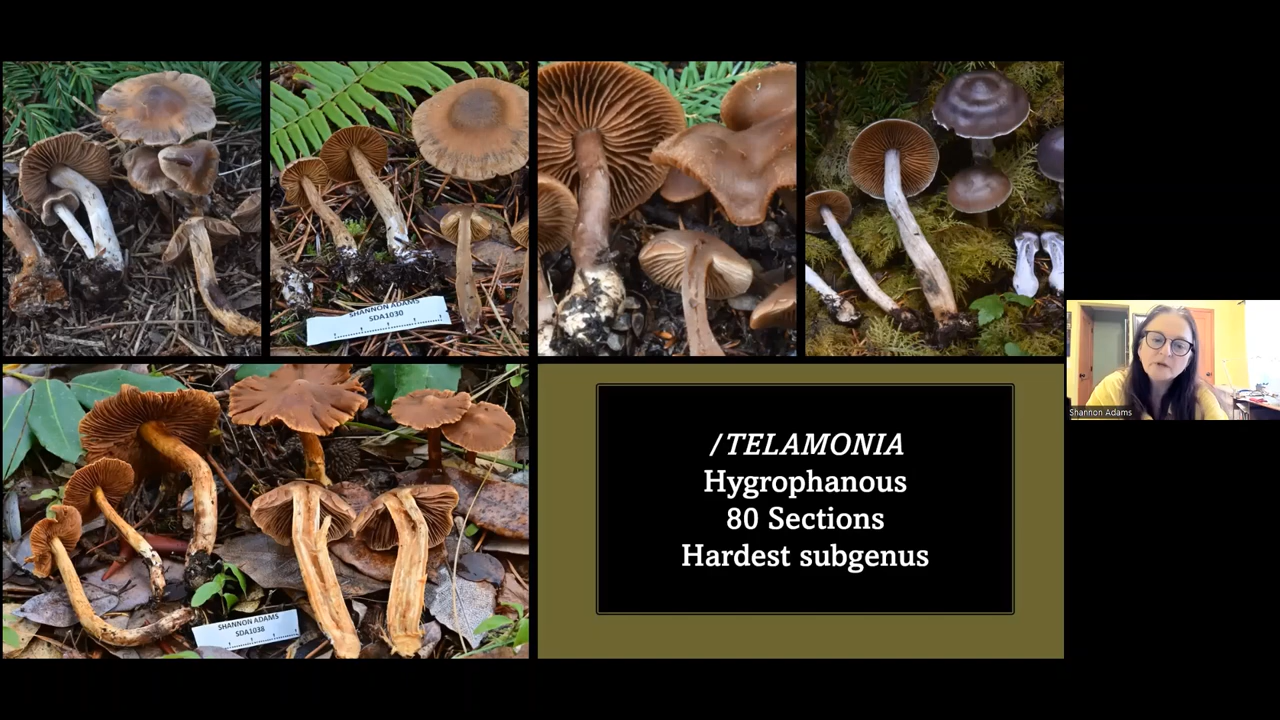 SHANNON ADAMS
SDA1030
Shannon Adams
/TELAMONIA
Hygrophanous
80 Sections
Hardest subgenus
SHANNON ADAMS
SDA1038